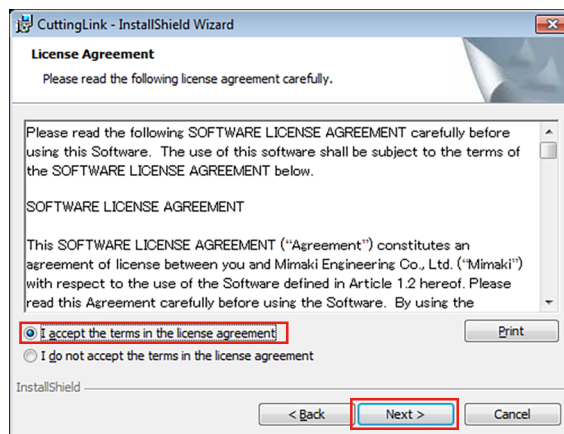 CuttingLink - InstallShield Wizard
License Agreement
Please read the following license agreement carefully.
Please read the following SOFTWARE LICENSE AGREEMENT carefully before
using this Software. The use of this software shall be subject to the terms of
the SOFTWARE LICENSE AGREEMENT below.
SOFTWARE LICENSE AGREEMENT
This SOFTWARE LICENSE AGREEMENT (“Agreement”) constitutes an
agreement of license between you and Mimaki Engineering Co., Ltd. (“Mimaki”)
with respect to the use of the Software defined in Article 1.2 hereof. Please
read this Agreement carefully before using the Software. By using the
I accept the terms in the license agreement
Print
I do not accept the terms in the license agreement
InstallShield
< Back
Next >
Cancel